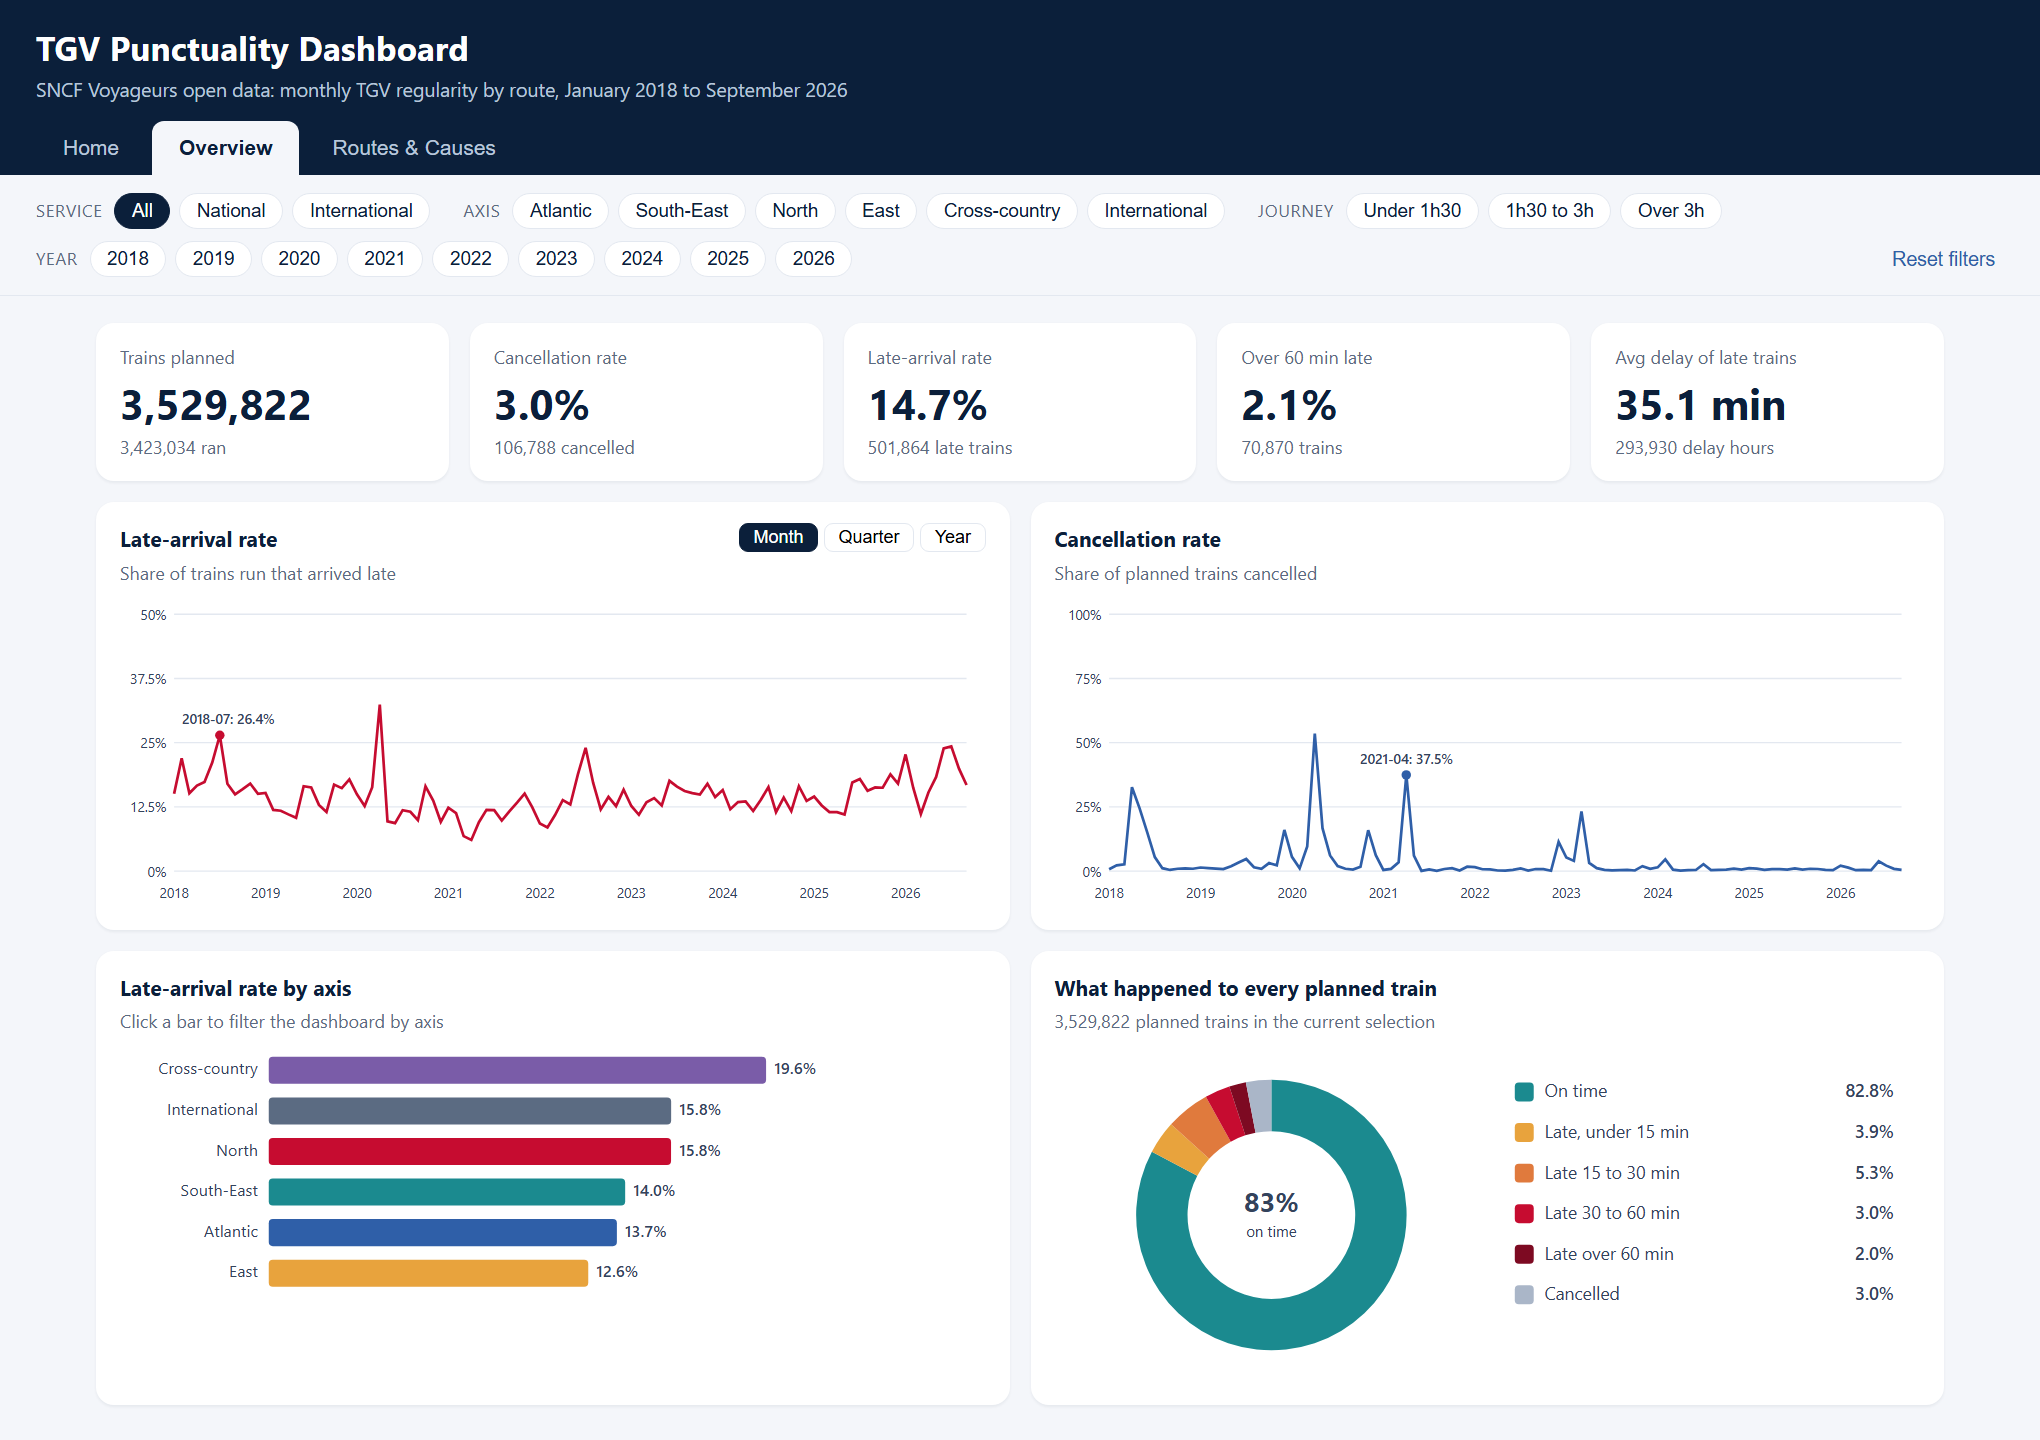 TGV Punctuality Dashboard
SNCF Voyageurs open data: monthly TGV regularity by route, January 2018 to September 2026
Home Overview Routes & Causes
SERVICE All National International AXIS Atlantic South-East North East Cross-country International JOURNEY Under 1h30 1h30 to 3h Over 3h
YEAR 2018 2019 2020 2021 2022 2023 2024 2025 2026 Reset filters
Trains planned
3,529,822
3,423,034 ran
Cancellation rate
3.0%
106,788 cancelled
Late-arrival rate
14.7%
501,864 late trains
Over 60 min late
2.1%
70,870 trains
Avg delay of late trains
35.1 min
293,930 delay hours
Late-arrival rate
Month Quarter Year
Share of trains run that arrived late
50%
37.5%
2018-07: 26.4%
25%
12.5%
0%
2018 2019 2020 2021 2022 2023 2024 2025 2026
Cancellation rate
Share of planned trains cancelled
100%
75%
2021-04: 37.5%
50%
25%
0%
2018 2019 2020 2021 2022 2023 2024 2025 2026
Late-arrival rate by axis
Click a bar to filter the dashboard by axis
Cross-country 19.6%
International 15.8%
North 15.8%
South-East 14.0%
Atlantic 13.7%
East 12.6%
What happened to every planned train
3,529,822 planned trains in the current selection
83%
on time
On time 82.8%
Late, under 15 min 3.9%
Late 15 to 30 min 5.3%
Late 30 to 60 min 3.0%
Late over 60 min 2.0%
Cancelled 3.0%